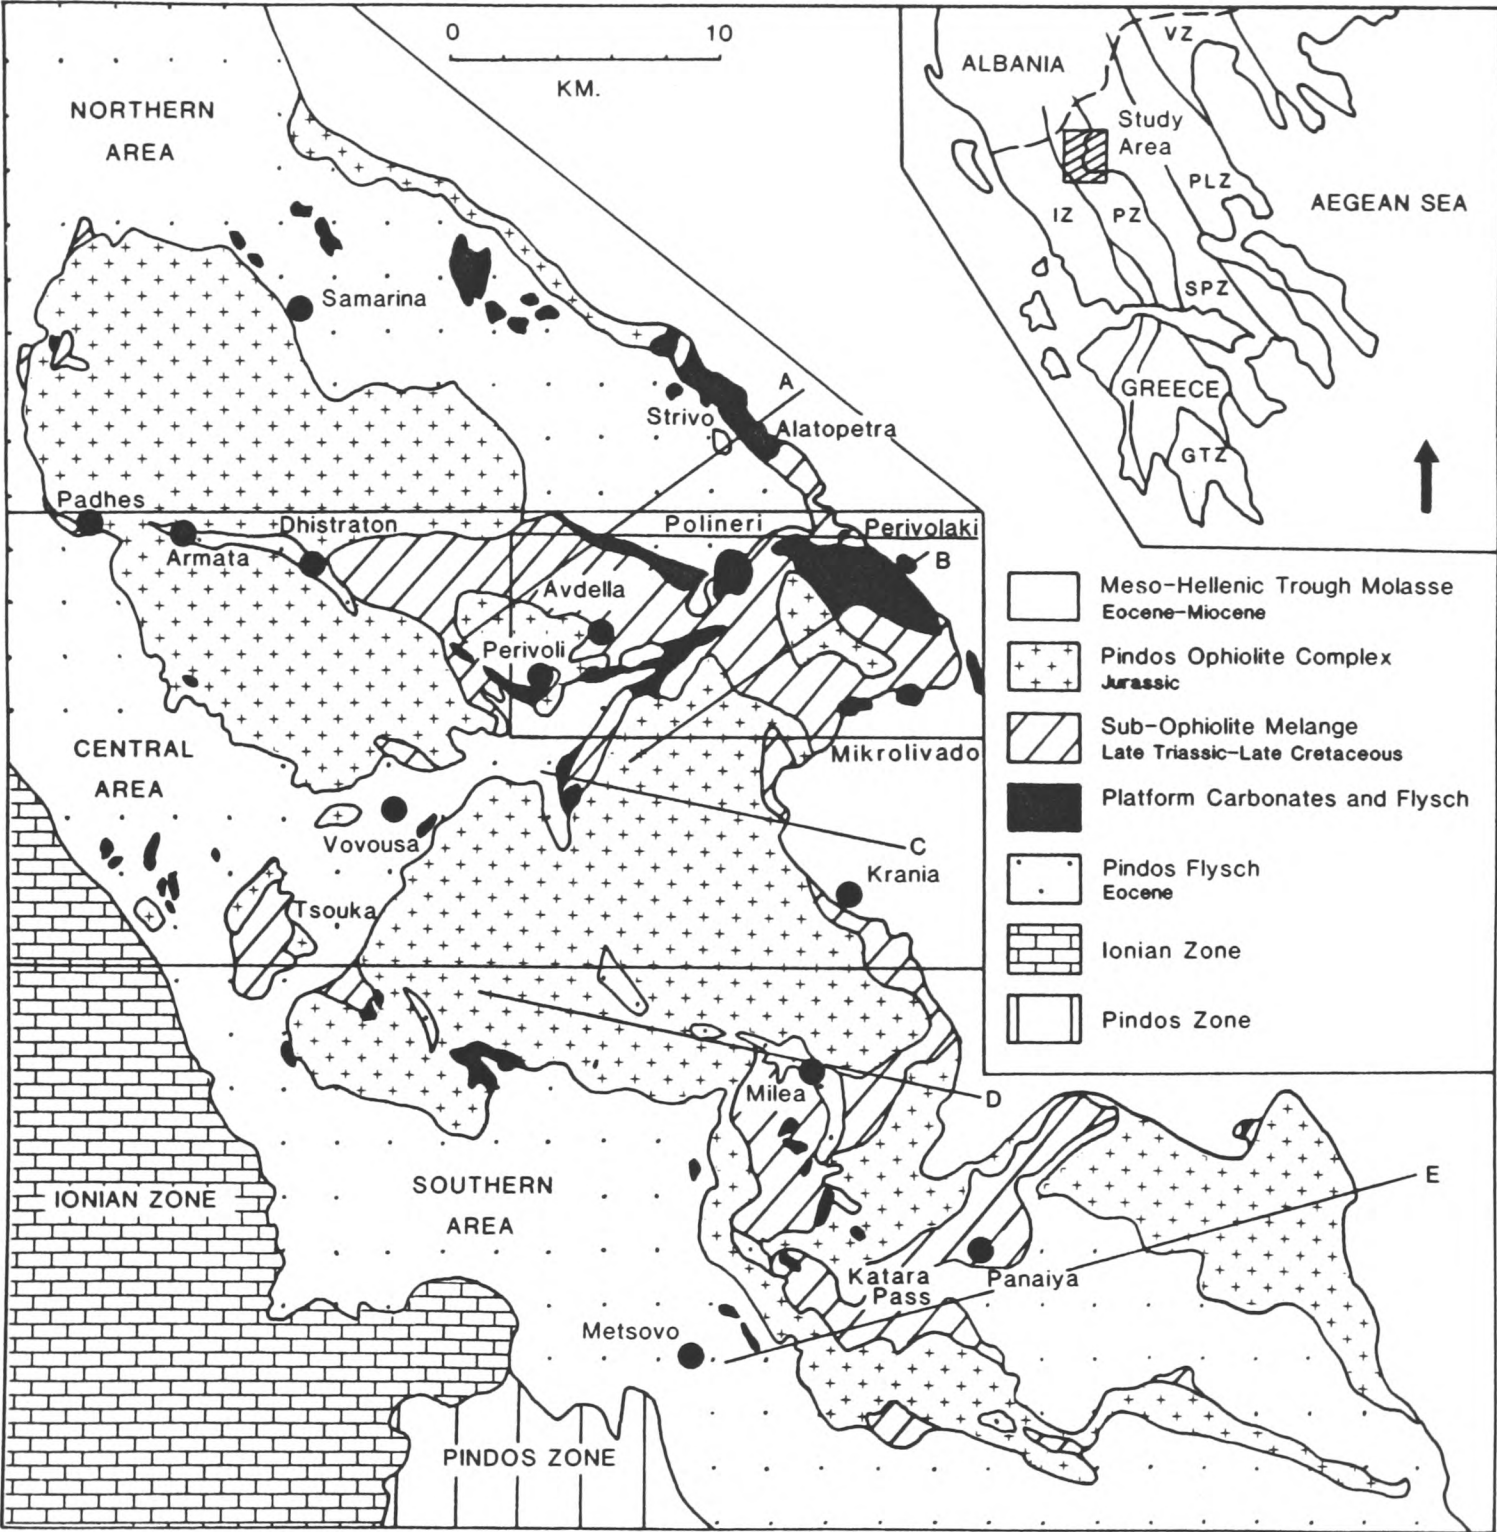 0 10
KM.
NORTHERN
AREA
Samarina
Strivo
A
Alatopetra
Padhes
Armata
Dhistraton
Polineri
Perivolaki
B
Avdella
Perivoli
CENTRAL
AREA
Mikrolivado
Vovousa
C
Krania
Tsouka
Milea
D
IONIAN ZONE
SOUTHERN
AREA
E
Katara
Pass
Panaiya
Metsovo
PINDOS ZONE
ALBANIA
VZ
Study
Area
PLZ
AEGEAN SEA
IZ
PZ
SPZ
GREECE
GTZ
Meso-Hellenic Trough Molasse
Eocene-Miocene
Pindos Ophiolite Complex
Jurassic
Sub-Ophiolite Melange
Late Triassic-Late Cretaceous
Platform Carbonates and Flysch
Pindos Flysch
Eocene
Ionian Zone
Pindos Zone